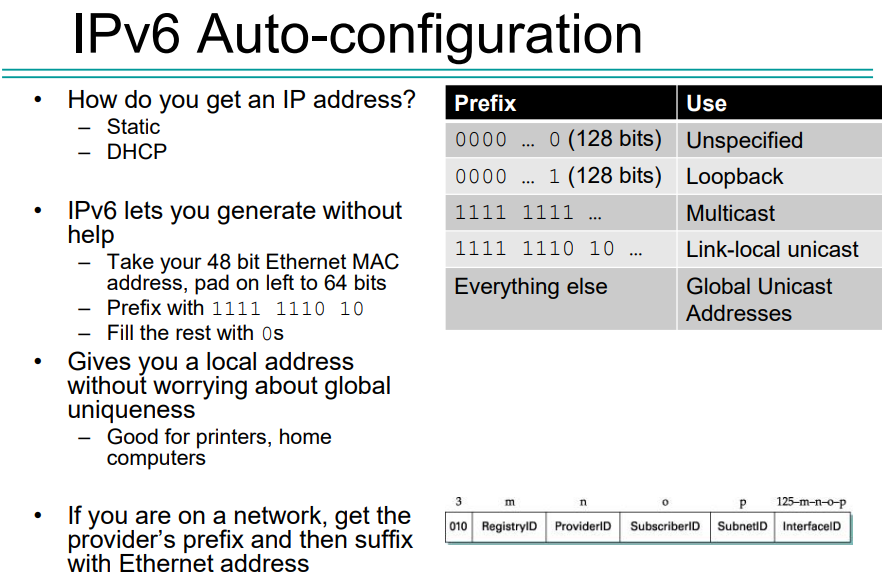 IPv6 Auto-configuration
• How do you get an IP address?
– Static
– DHCP
• IPv6 lets you generate without
help
– Take your 48 bit Ethernet MAC
address, pad on left to 64 bits
– Prefix with 1111 1110 10
– Fill the rest with 0s
• Gives you a local address
without worrying about global
uniqueness
– Good for printers, home
computers
• If you are on a network, get the
provider's prefix and then suffix
with Ethernet address
Prefix Use
0000 … 0 (128 bits) Unspecified
0000 … 1 (128 bits) Loopback
1111 1111 … Multicast
1111 1110 10 … Link-local unicast
Everything else Global Unicast
Addresses
3 m n o p 125–m–n–o–p
010 RegistryID ProviderID SubscriberID SubnetID InterfaceID